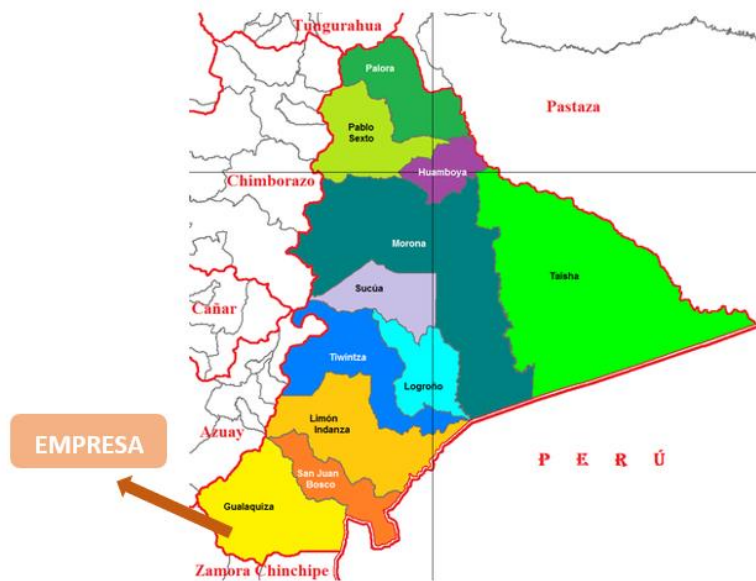 Tungurahua
Palora
Pastaza
Pablo
Sexto
Huamboya
Chimborazo
Morona
Taisha
Sucúa
Cañar
Tiwintza
Logroño
Limón
Indanza
Azuay
EMPRESA
P E R Ú
San Juan
Bosco
Gualaquiza
Zamora Chinchipe